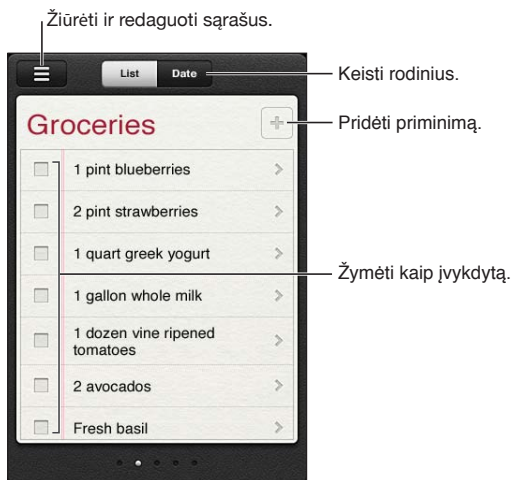 Žiūrėti ir redaguoti sąrašus.
List Date
Keisti rodinius.
Groceries
Pridėti priminimą.
1 pint blueberries
2 pint strawberries
1 quart greek yogurt
Žymėti kaip įvykdytą.
1 gallon whole milk
1 dozen vine ripened
tomatoes
2 avocados
Fresh basil